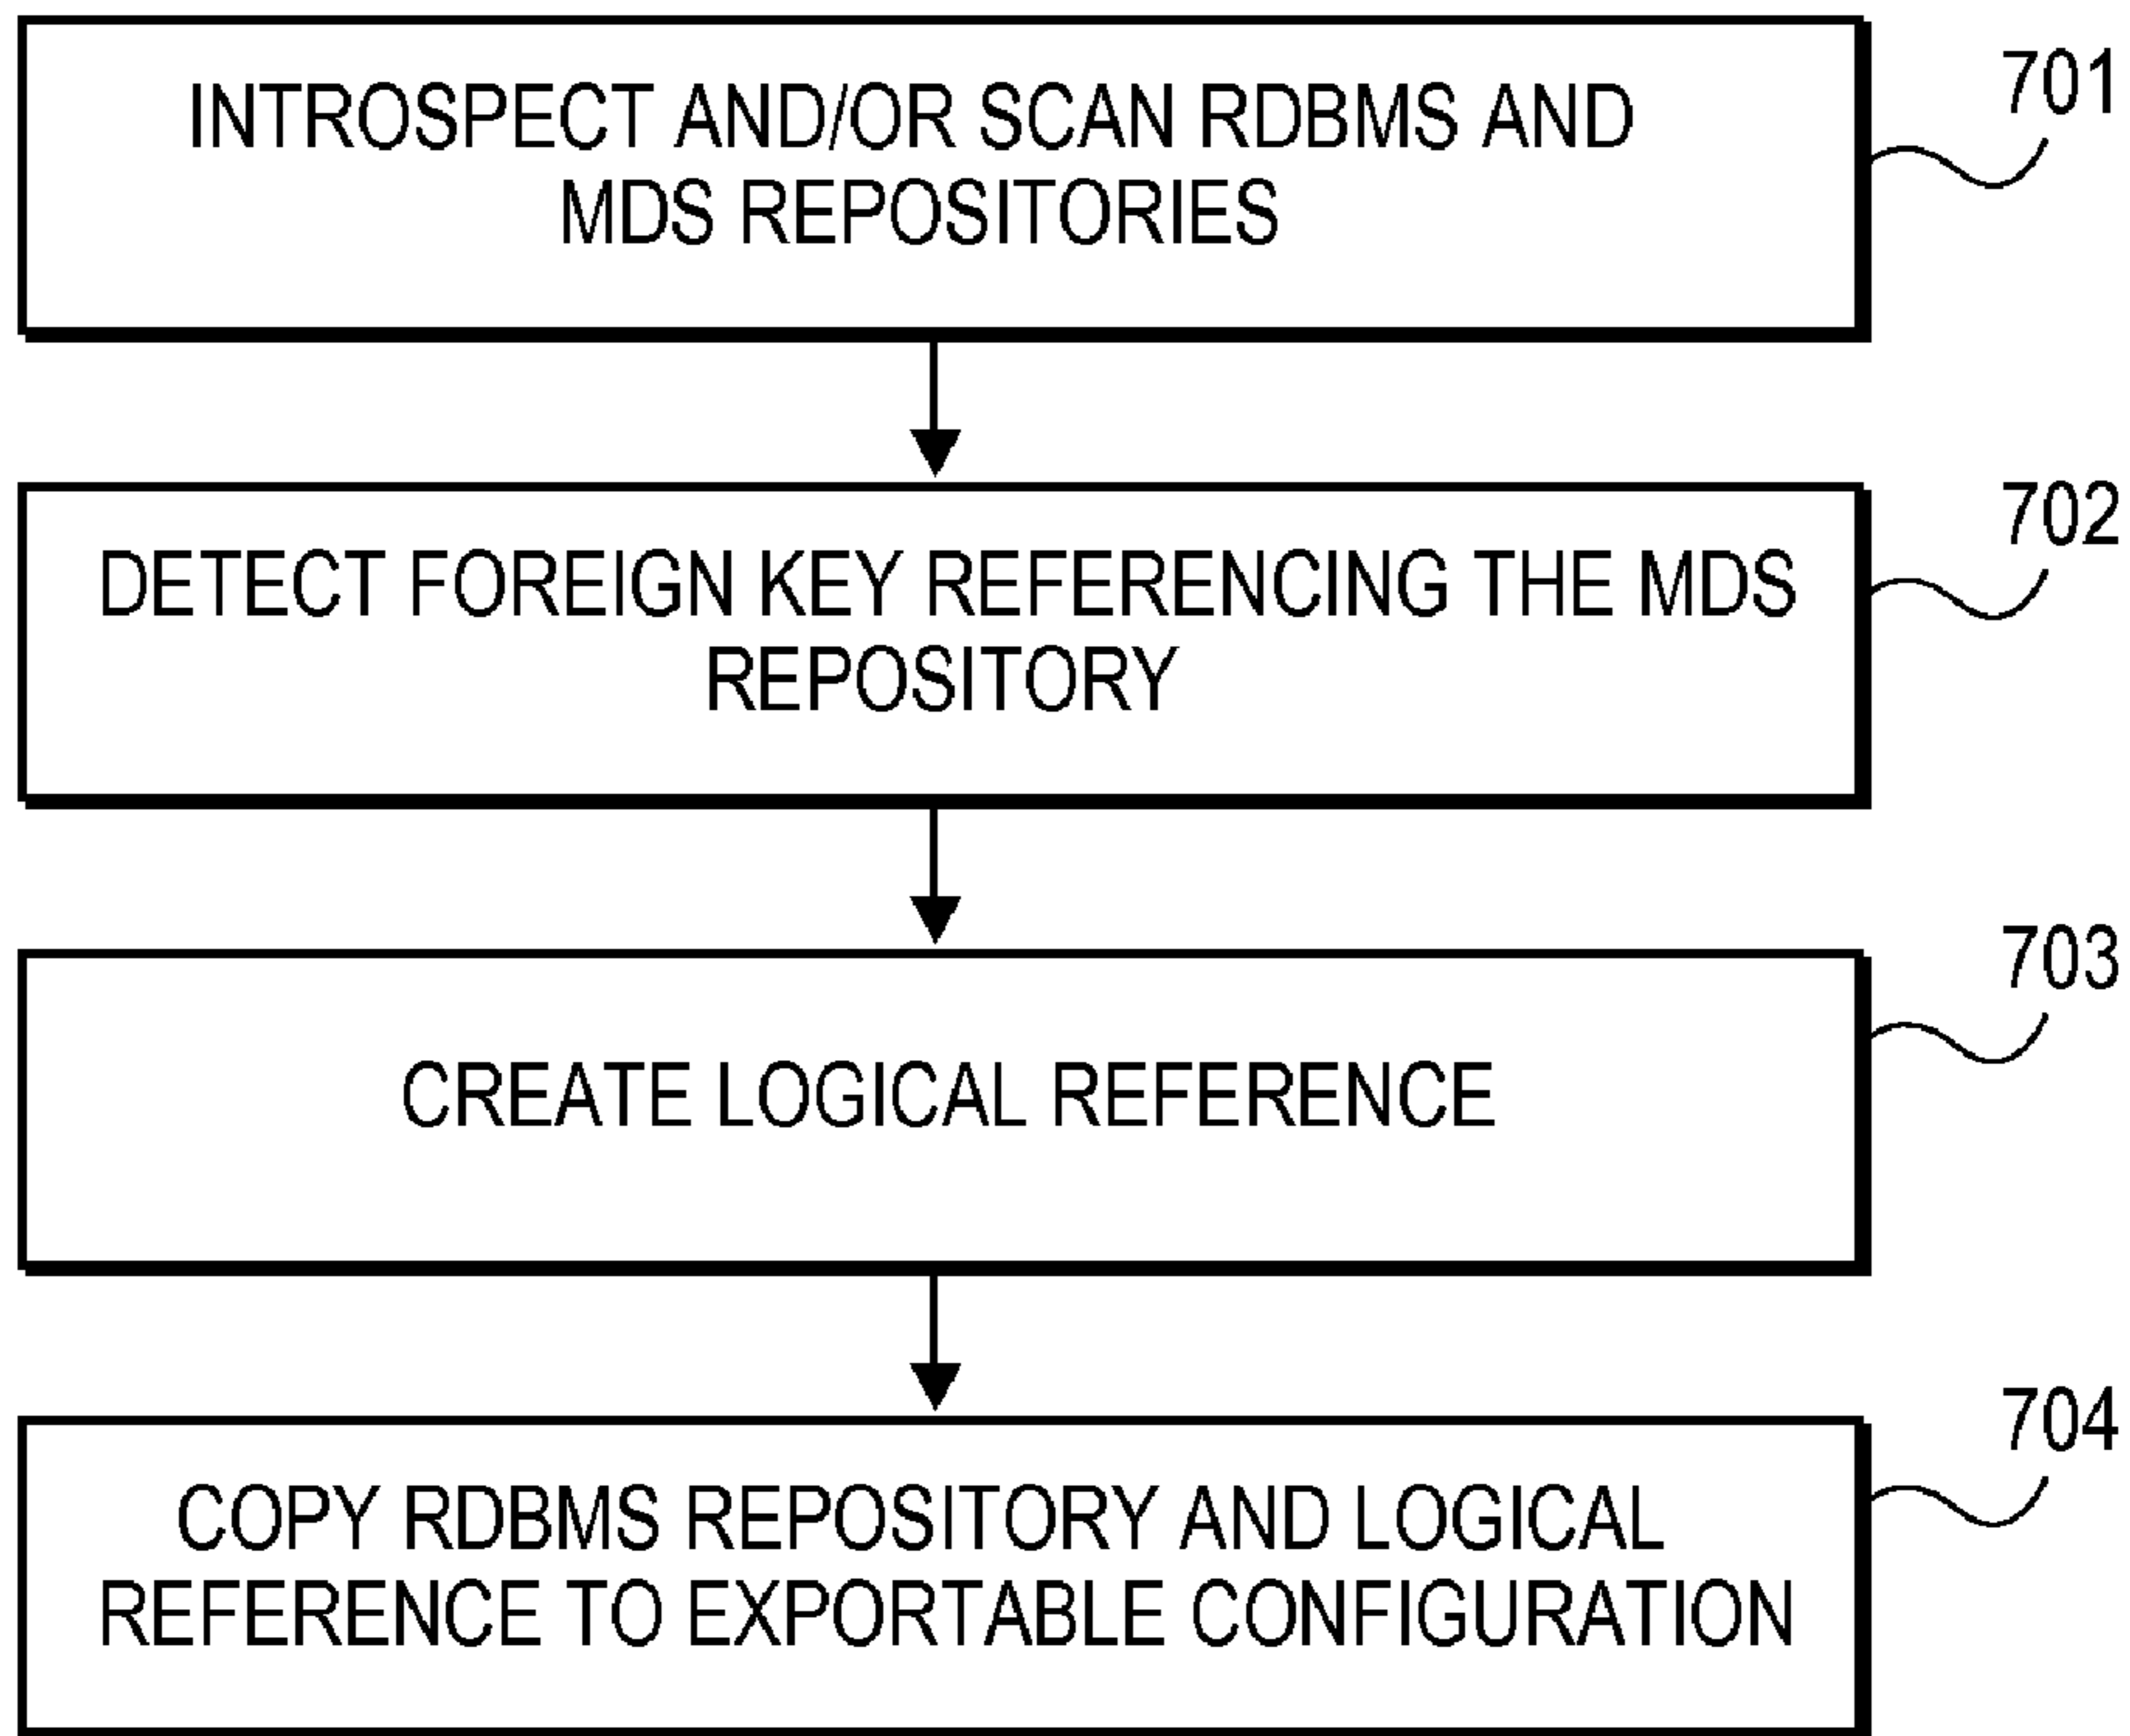 INTROSPECT AND/OR SCAN RDBMS AND
MDS REPOSITORIES
701
DETECT FOREIGN KEY REFERENCING THE MDS
REPOSITORY
702
CREATE LOGICAL REFERENCE
703
COPY RDBMS REPOSITORY AND LOGICAL
REFERENCE TO EXPORTABLE CONFIGURATION
704